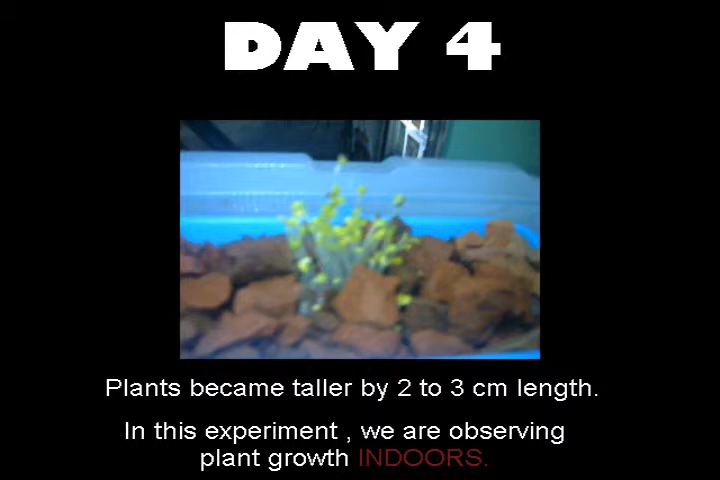 DAY 4
Plants became taller by 2 to 3 cm length.
In this experiment , we are observing
plant growth INDOORS.